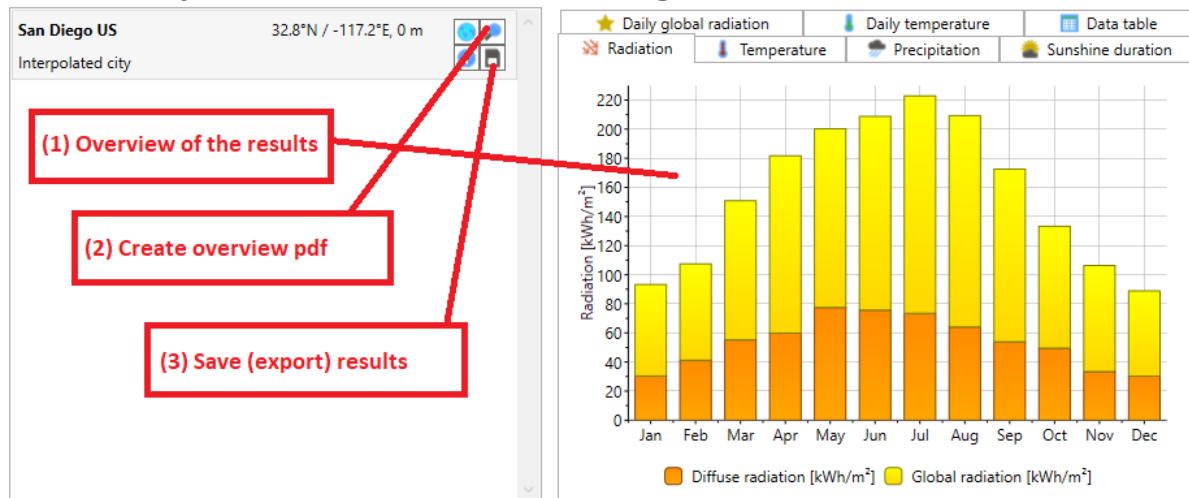 San Diego US
32.8°N / -117.2°E, 0 m
Interpolated city
(1) Overview of the results
(2) Create overview pdf
(3) Save (export) results
Daily global radiation
Daily temperature
Data table
Radiation
Temperature
Precipitation
Sunshine duration
Radiation [kWh/m²]
220
200
180
160
140
120
100
80
60
40
20
0
Jan Feb Mar Apr May Jun Jul Aug Sep Oct Nov Dec
Diffuse radiation [kWh/m²] Global radiation [kWh/m²]